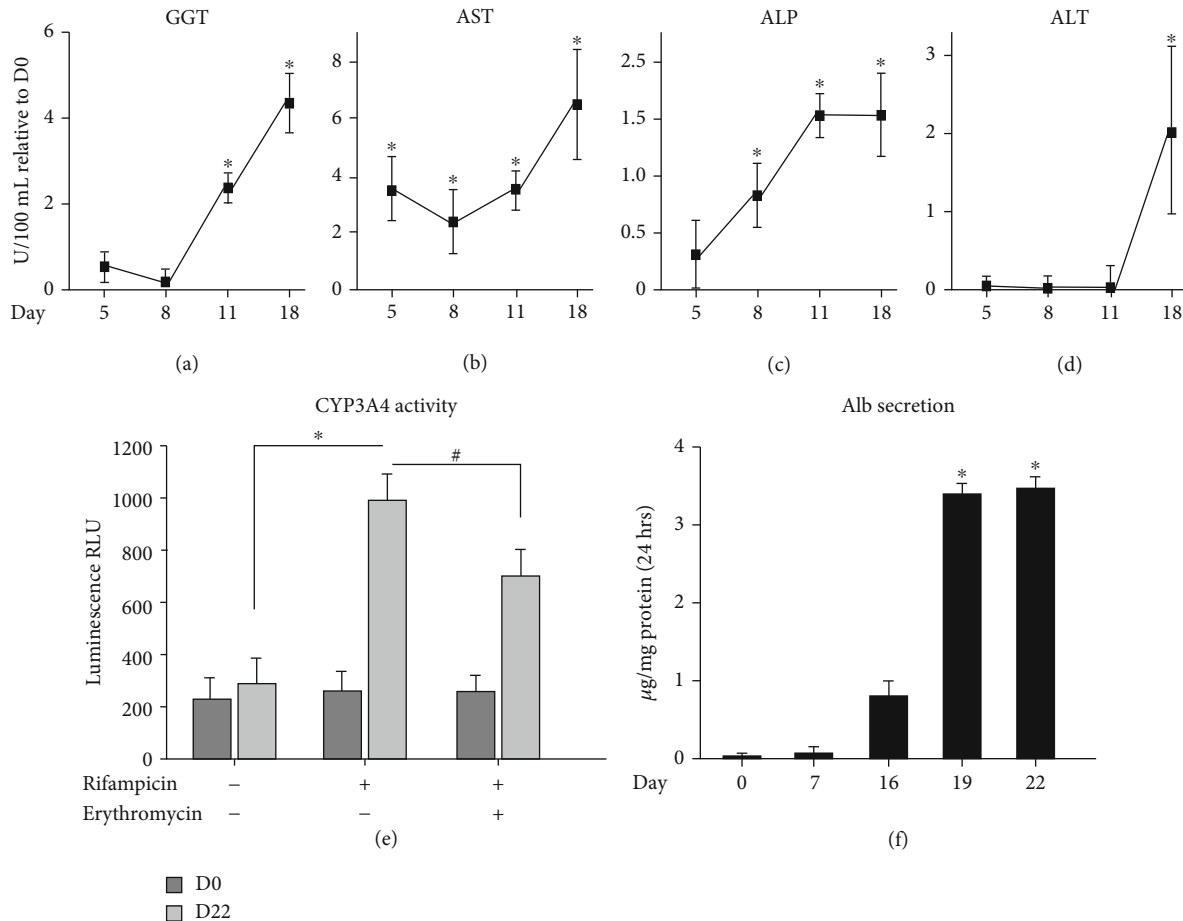 GGT
AST
ALP
ALT
U/100 mL relative to D0
6
4
2
0
8
6
4
2
0
2.5
1.5
1.0
0.5
0
3
2
1
0
*
*
*
*
*
*
*
*
*
*
Day 5 8 11 18
5 8 11 18
5 8 11 18
5 8 11 18
(a)
(b)
(c)
(d)
CYP3A4 activity
Luminescence RLU
1200
1000
800
600
400
200
0
*
#
Rifampicin − + +
Erythromycin − − +
(e)
D0
D22
Alb secretion
µg/mg protein (24 hrs)
4
3
2
1
0
*
*
Day 0 7 16 19 22
(f)